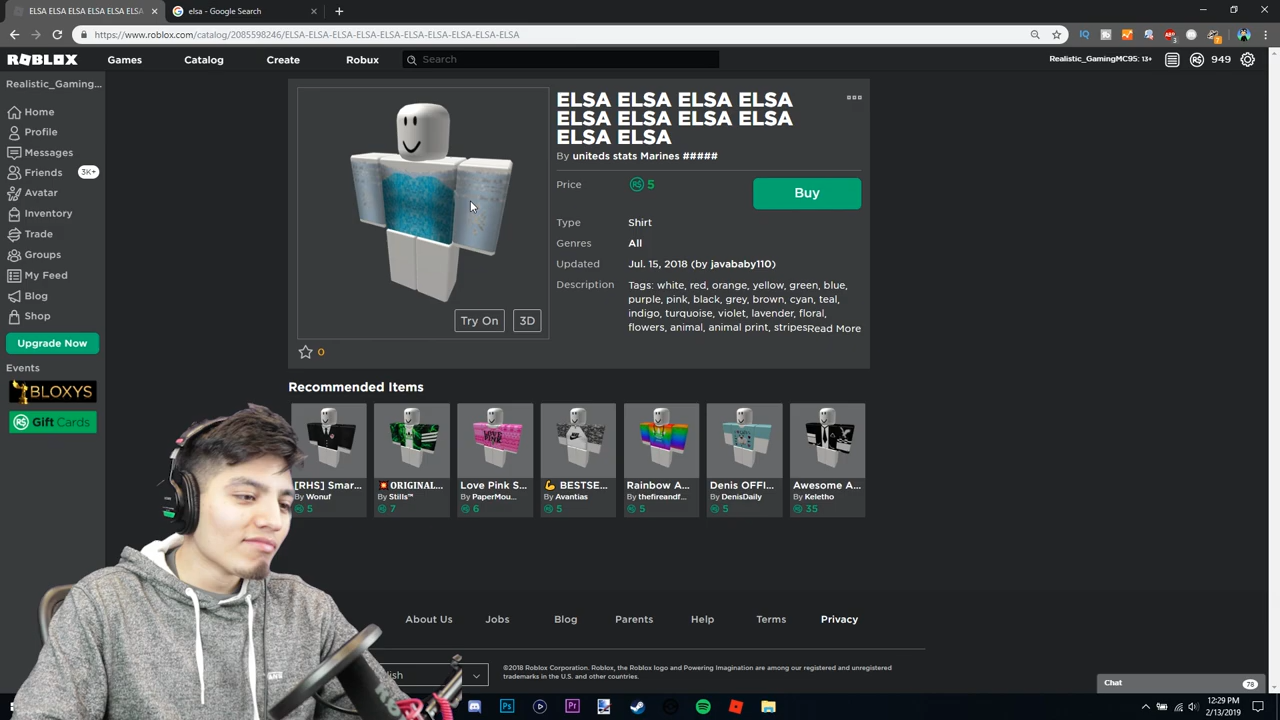 ELSA ELSA ELSA ELSA ELSA EL
elsa - Google Search
https://www.roblox.com/catalog/2085598246/ELSA-ELSA-ELSA-ELSA-ELSA-ELSA-ELSA-ELSA-ELSA-ELSA
ROBLOX
Games
Catalog
Create
Robux
Search
Realistic_GamingMC95: 13+
949
Realistic_Gaming...
Home
Profile
Messages
Friends
3K+
Avatar
Inventory
Trade
Groups
My Feed
Blog
Shop
Upgrade Now
Events
BLOXYS
Gift Cards
ELSA ELSA ELSA ELSA
ELSA ELSA ELSA ELSA
ELSA ELSA
By uniteds stats Marines #####
Price
R$ 5
Buy
Type
Shirt
Genres
All
Updated
Jul. 15, 2018 (by javababy110)
Description
Tags: white, red, orange, yellow, green, blue,
purple, pink, black, grey, brown, cyan, teal,
indigo, turquoise, violet, lavender, floral,
flowers, animal, animal print, stripes
Read More
Try On
3D
0
Recommended Items
[RHS] Smar...
By Wonuf
5
ORIGINAL...
By Stills™
7
Love Pink S...
By PaperMou...
6
BESTSE...
By Avantias
5
Rainbow A...
By thefireandf...
5
Denis OFFI...
By DenisDaily
5
Awesome A...
By Keletho
35
About Us
Jobs
Blog
Parents
Help
Terms
Privacy
©2018 Roblox Corporation. Roblox, the Roblox logo and Powering Imagination are among our registered and unregistered
trademarks in the U.S. and other countries.
Chat
78
12:29 PM
2/13/2019